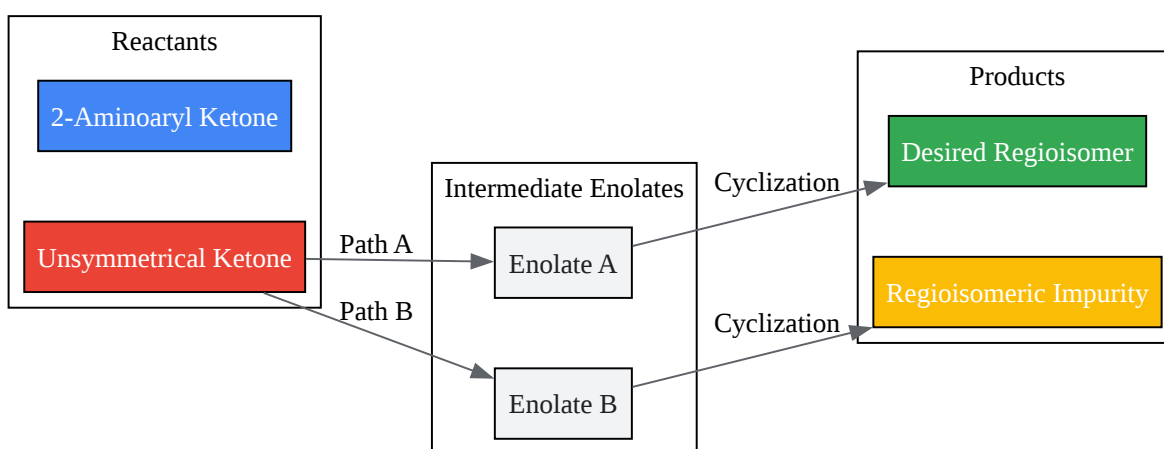 Reactants
2-Aminoaryl Ketone
Unsymmetrical Ketone
Path A
Path B
Intermediate Enolates
Enolate A
Enolate B
Cyclization
Cyclization
Products
Desired Regioisomer
Regioisomeric Impurity